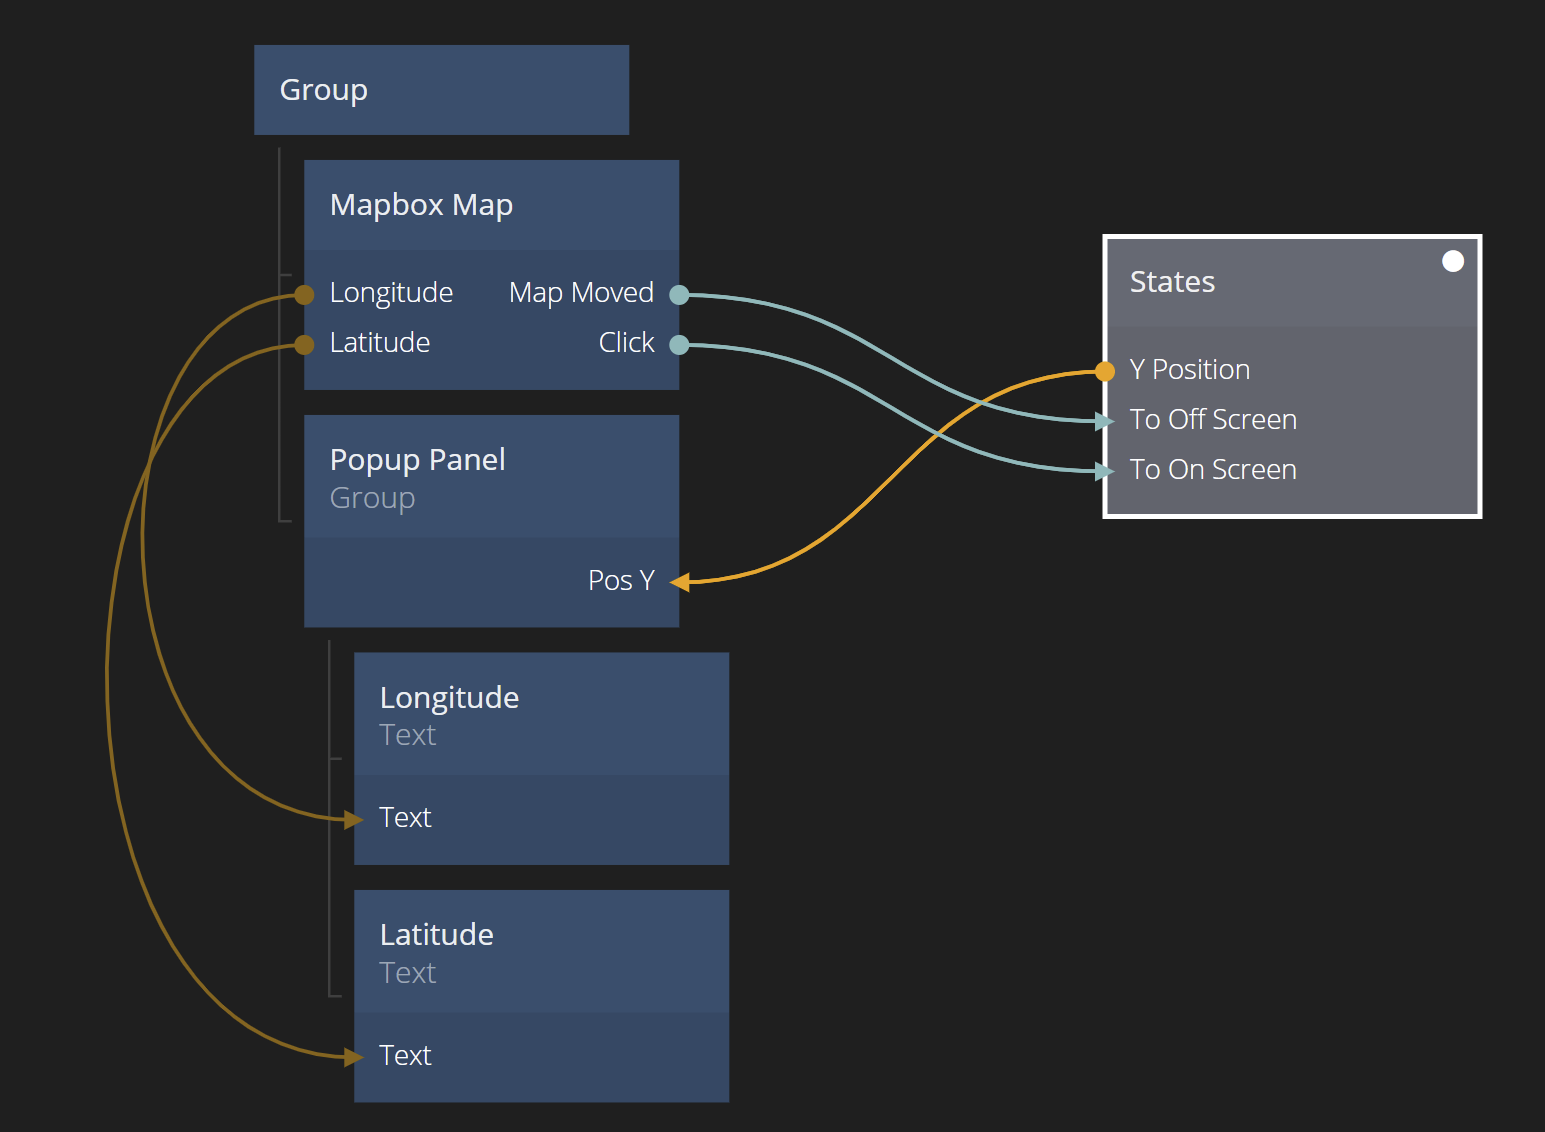 Group
Mapbox Map
Longitude Map Moved
Latitude Click
Popup Panel
Group
Pos Y
Longitude
Text
Text
Latitude
Text
Text
States
Y Position
To Off Screen
To On Screen